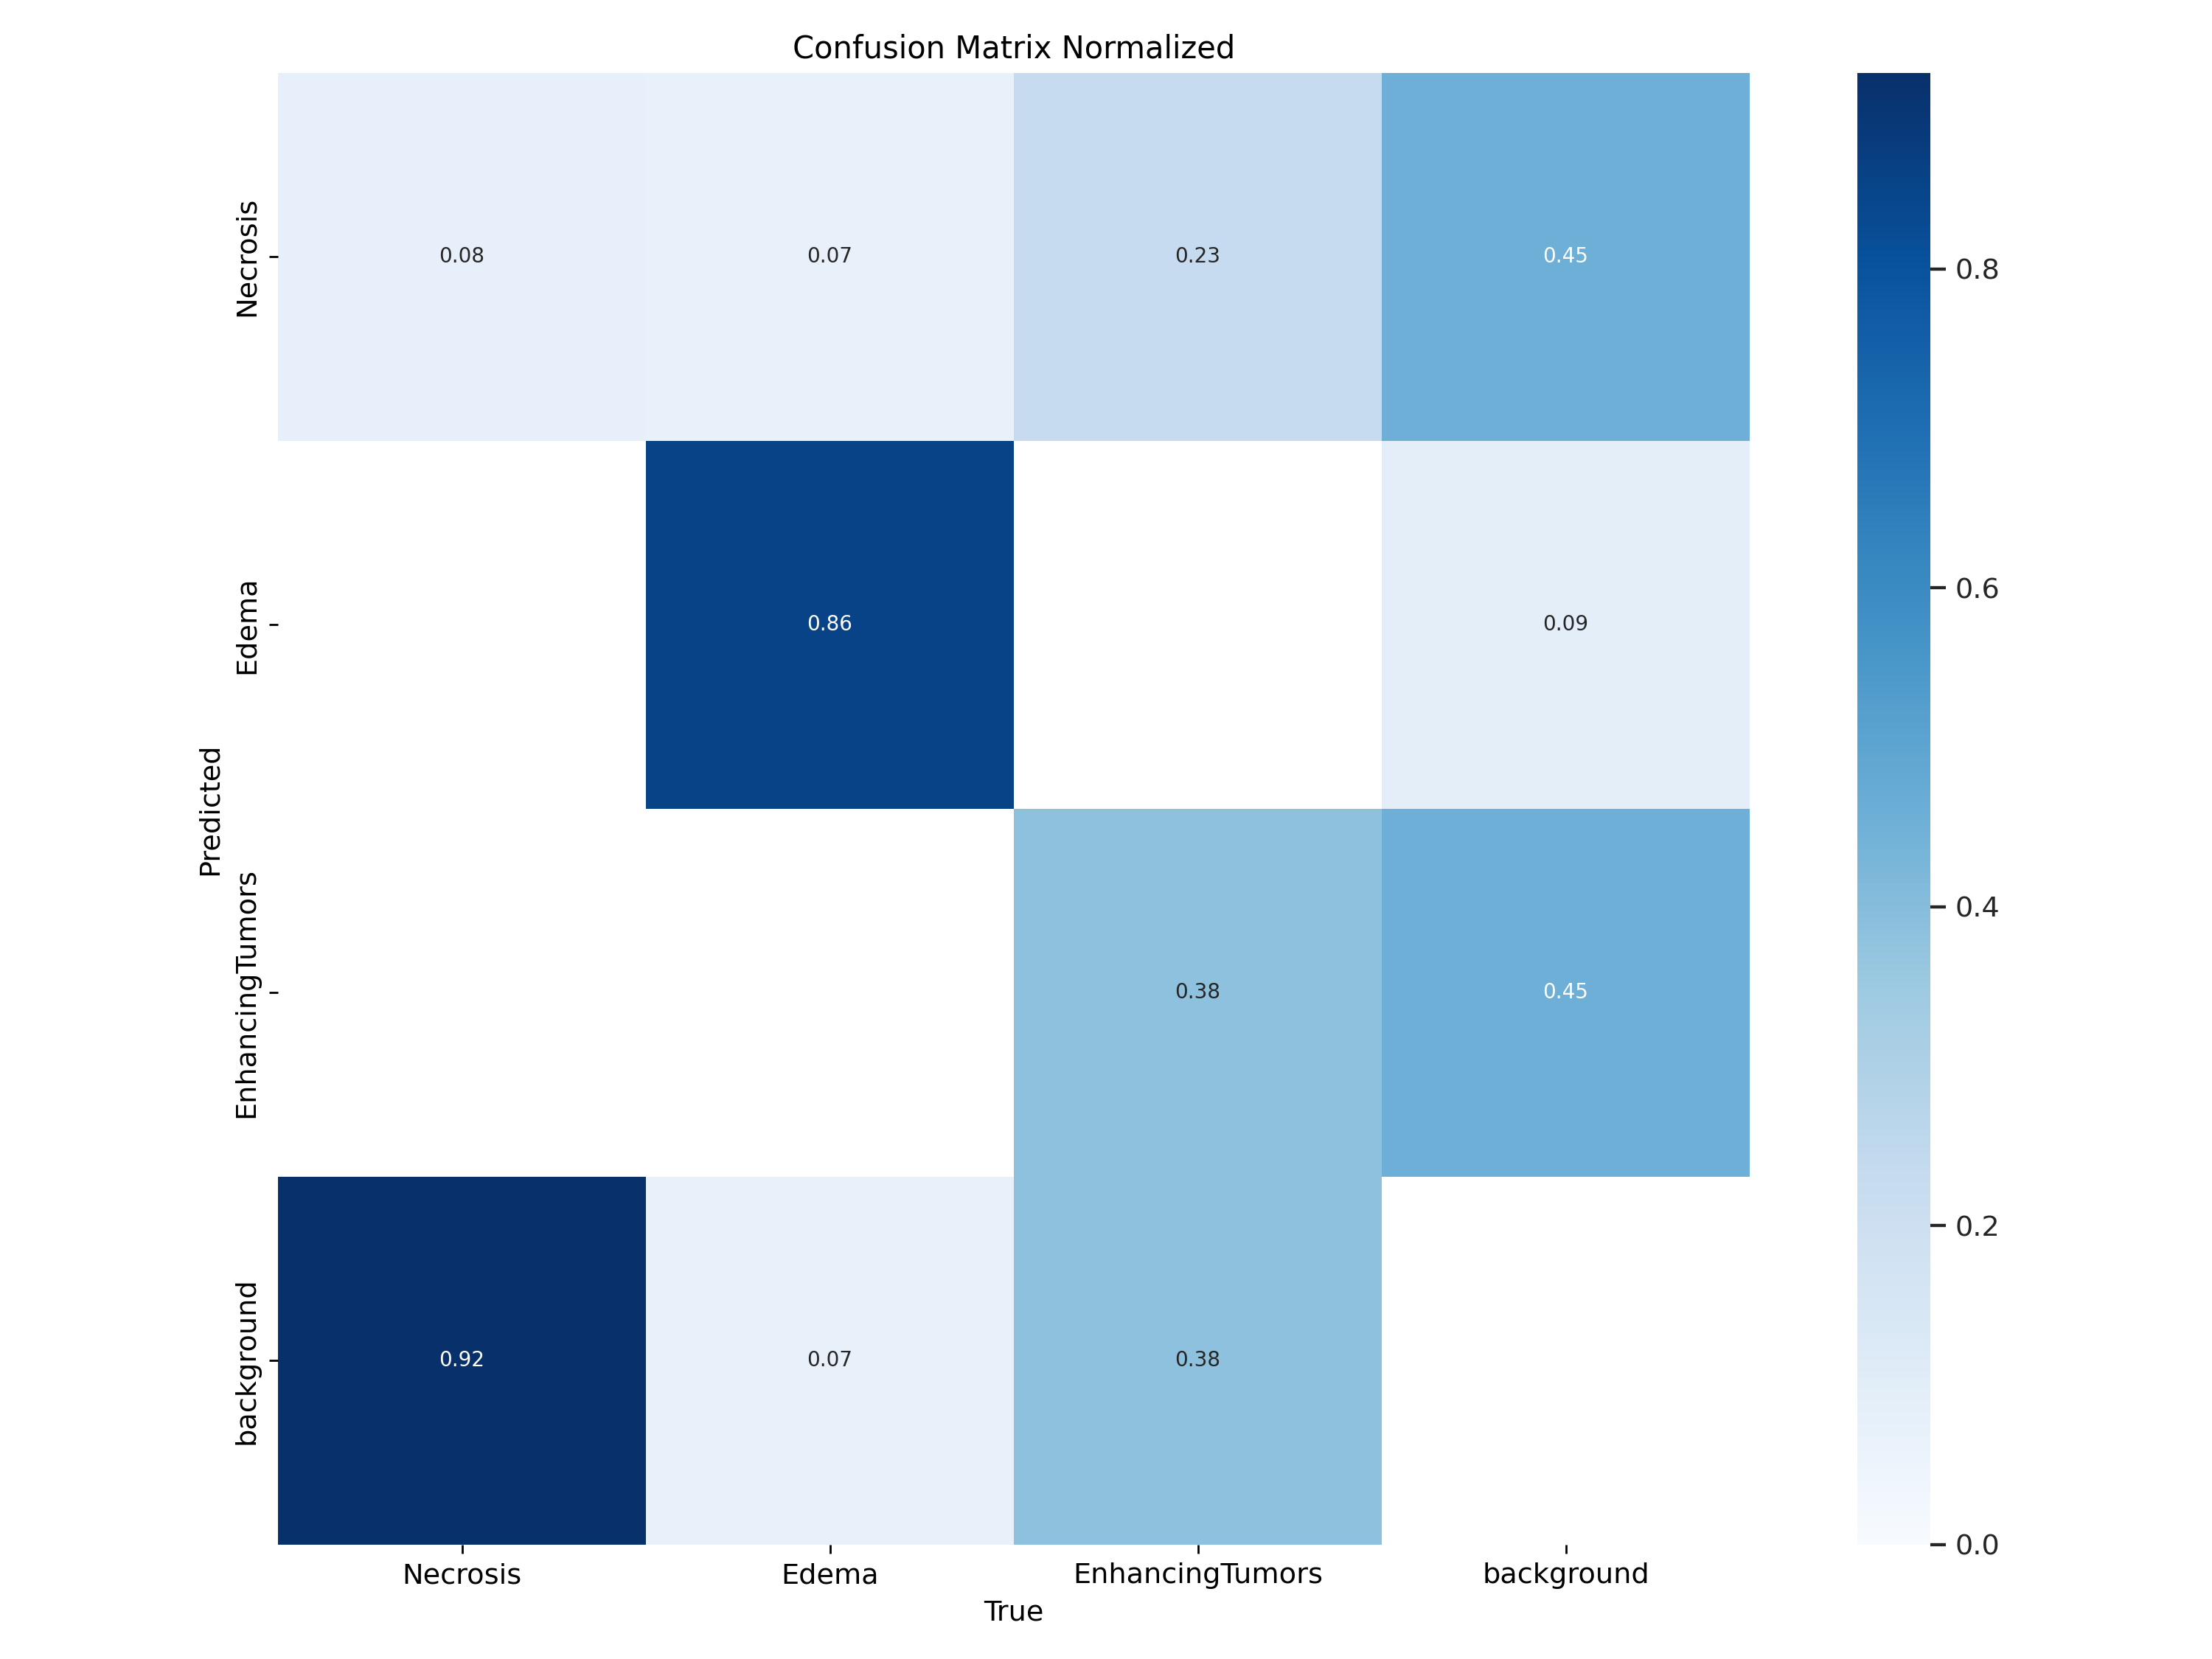 Confusion Matrix Normalized
Necrosis
0.08
0.07
0.23
0.45
0.8
Edema
0.86
0.09
0.6
Predicted
EnhancingTumors
0.38
0.45
0.4
background
0.92
0.07
0.38
0.2
0.0
Necrosis
Edema
EnhancingTumors
background
True